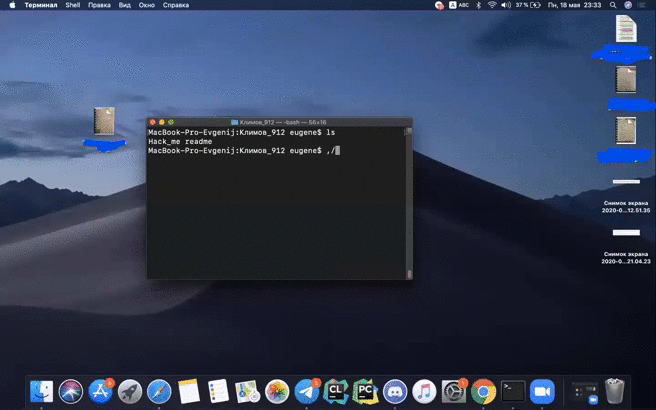 Терминал Shell Правка Вид Окно Справка
ABC 37 % Пн, 18 мая 23:33
Климов_912 — -bash — 56×16
MacBook-Pro-Evgenij:Климов_912 eugene$ ls
Hack_me readme
MacBook-Pro-Evgenij:Климов_912 eugene$ ,/
Снимок экрана
2020-0...12.51.35
Снимок экрана
2020-0...21.04.23
CL PC